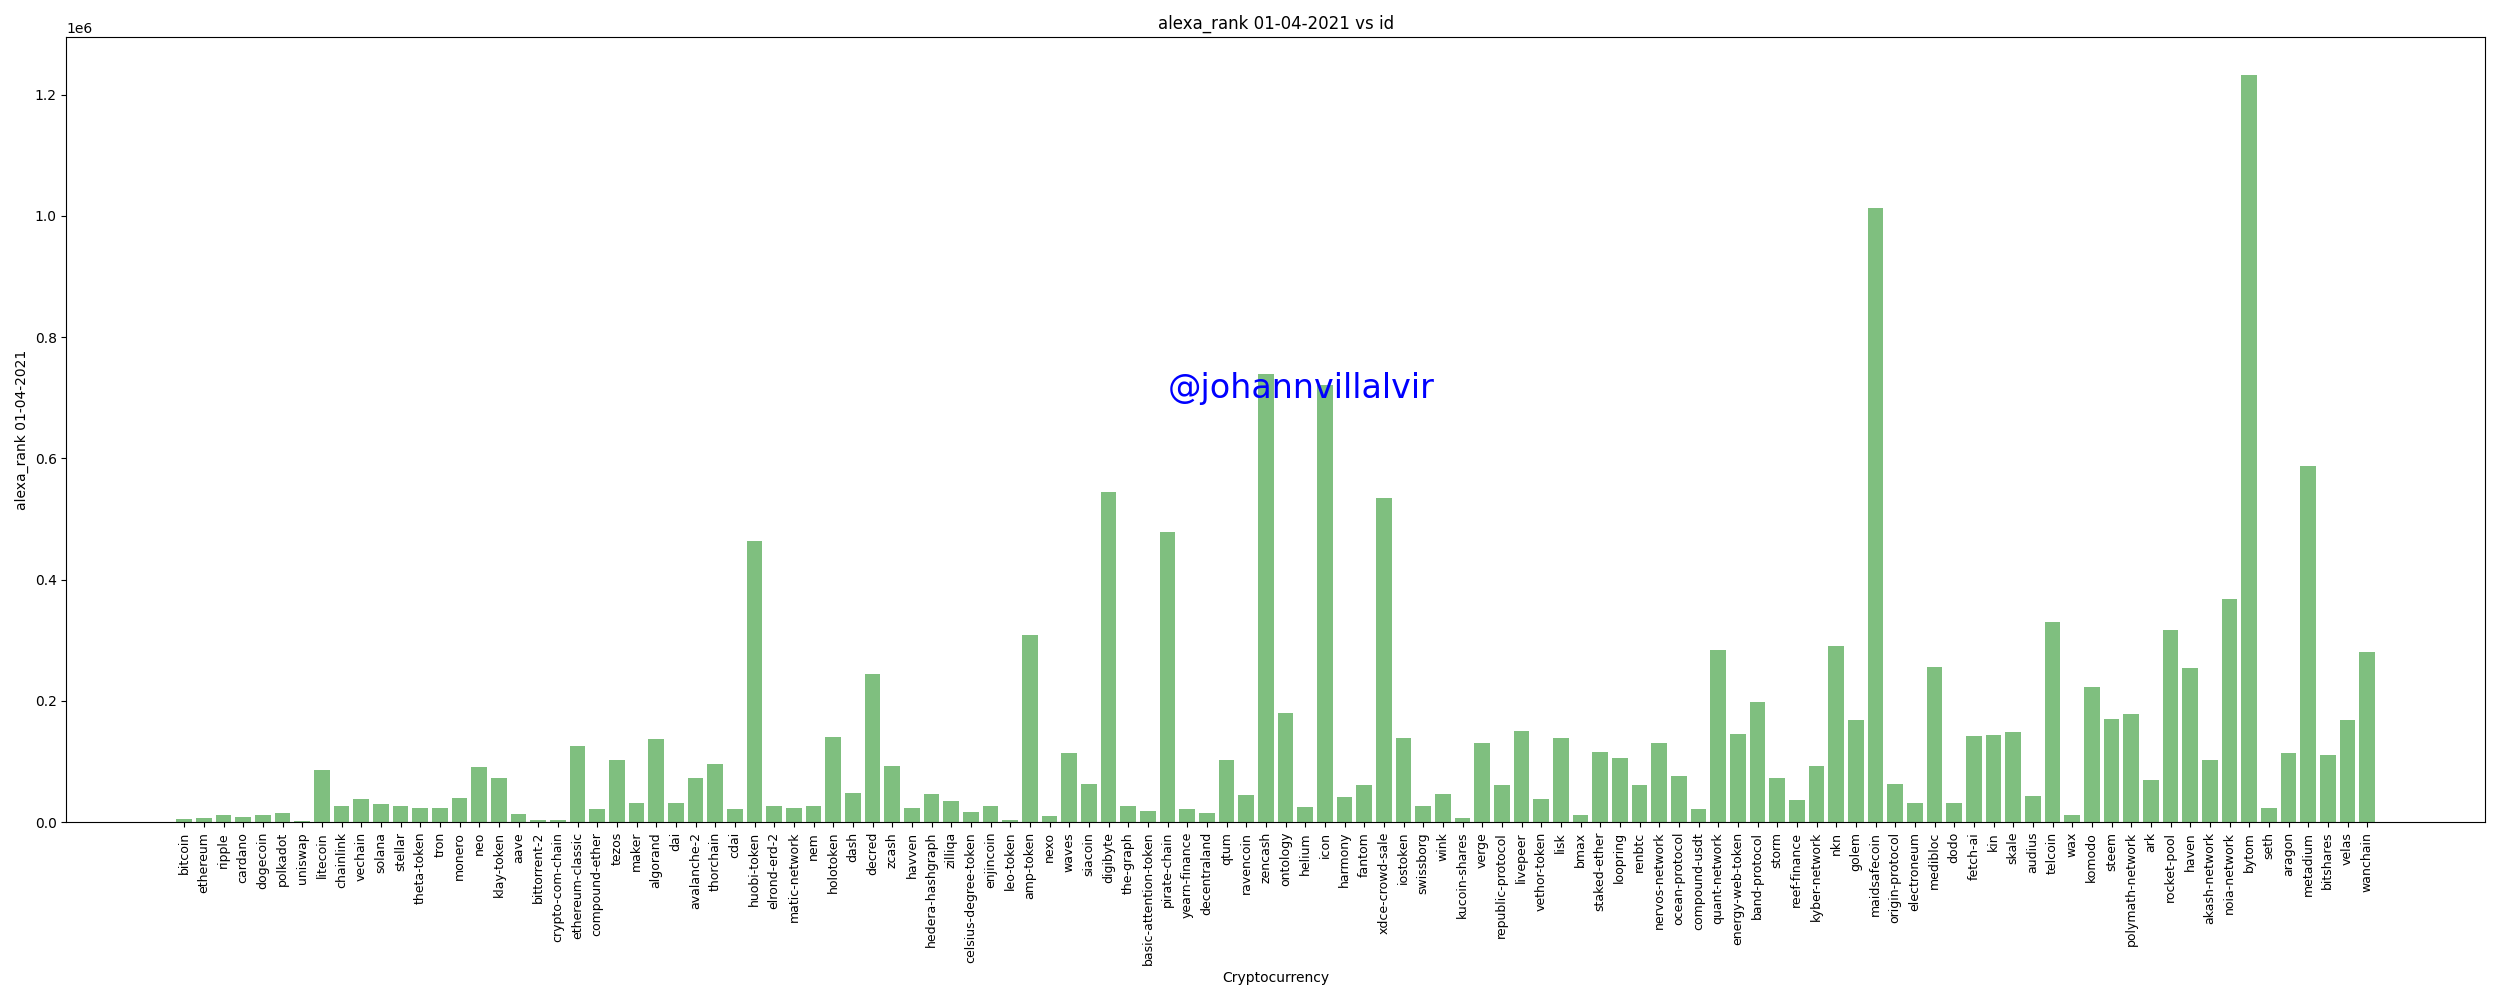 alexa_rank 01-04-2021 vs id
1e6
1.2
1.0
0.8
0.6
0.4
0.2
0.0
alexa_rank 01-04-2021
@johannvillalvir
bitcoin
ethereum
ripple
cardano
dogecoin
polkadot
uniswap
litecoin
chainlink
vechain
solana
stellar
theta-token
tron
monero
neo
klay-token
aave
bittorrent-2
crypto-com-chain
ethereum-classic
compound-ether
tezos
maker
algorand
dai
avalanche-2
thorchain
cdai
huobi-token
elrond-erd-2
matic-network
nem
holotoken
dash
decred
zcash
havven
hedera-hashgraph
zilliqa
celsius-degree-token
enjincoin
leo-token
amp-token
nexo
waves
siacoin
digibyte
the-graph
basic-attention-token
pirate-chain
yearn-finance
decentraland
qtum
ravencoin
zencash
ontology
helium
icon
harmony
fantom
xdce-crowd-sale
iostoken
swissborg
wink
kucoin-shares
verge
republic-protocol
livepeer
vethor-token
lisk
bmax
staked-ether
loopring
renbtc
nervos-network
ocean-protocol
compound-usdt
quant-network
energy-web-token
band-protocol
storm
reef-finance
kyber-network
nkn
golem
maidsafecoin
origin-protocol
electroneum
medibloc
dodo
fetch-ai
kin
skale
audius
telcoin
wax
komodo
steem
polymath-network
ark
rocket-pool
haven
akash-network
noia-network
bytom
seth
aragon
metadium
bitshares
velas
wanchain
Cryptocurrency